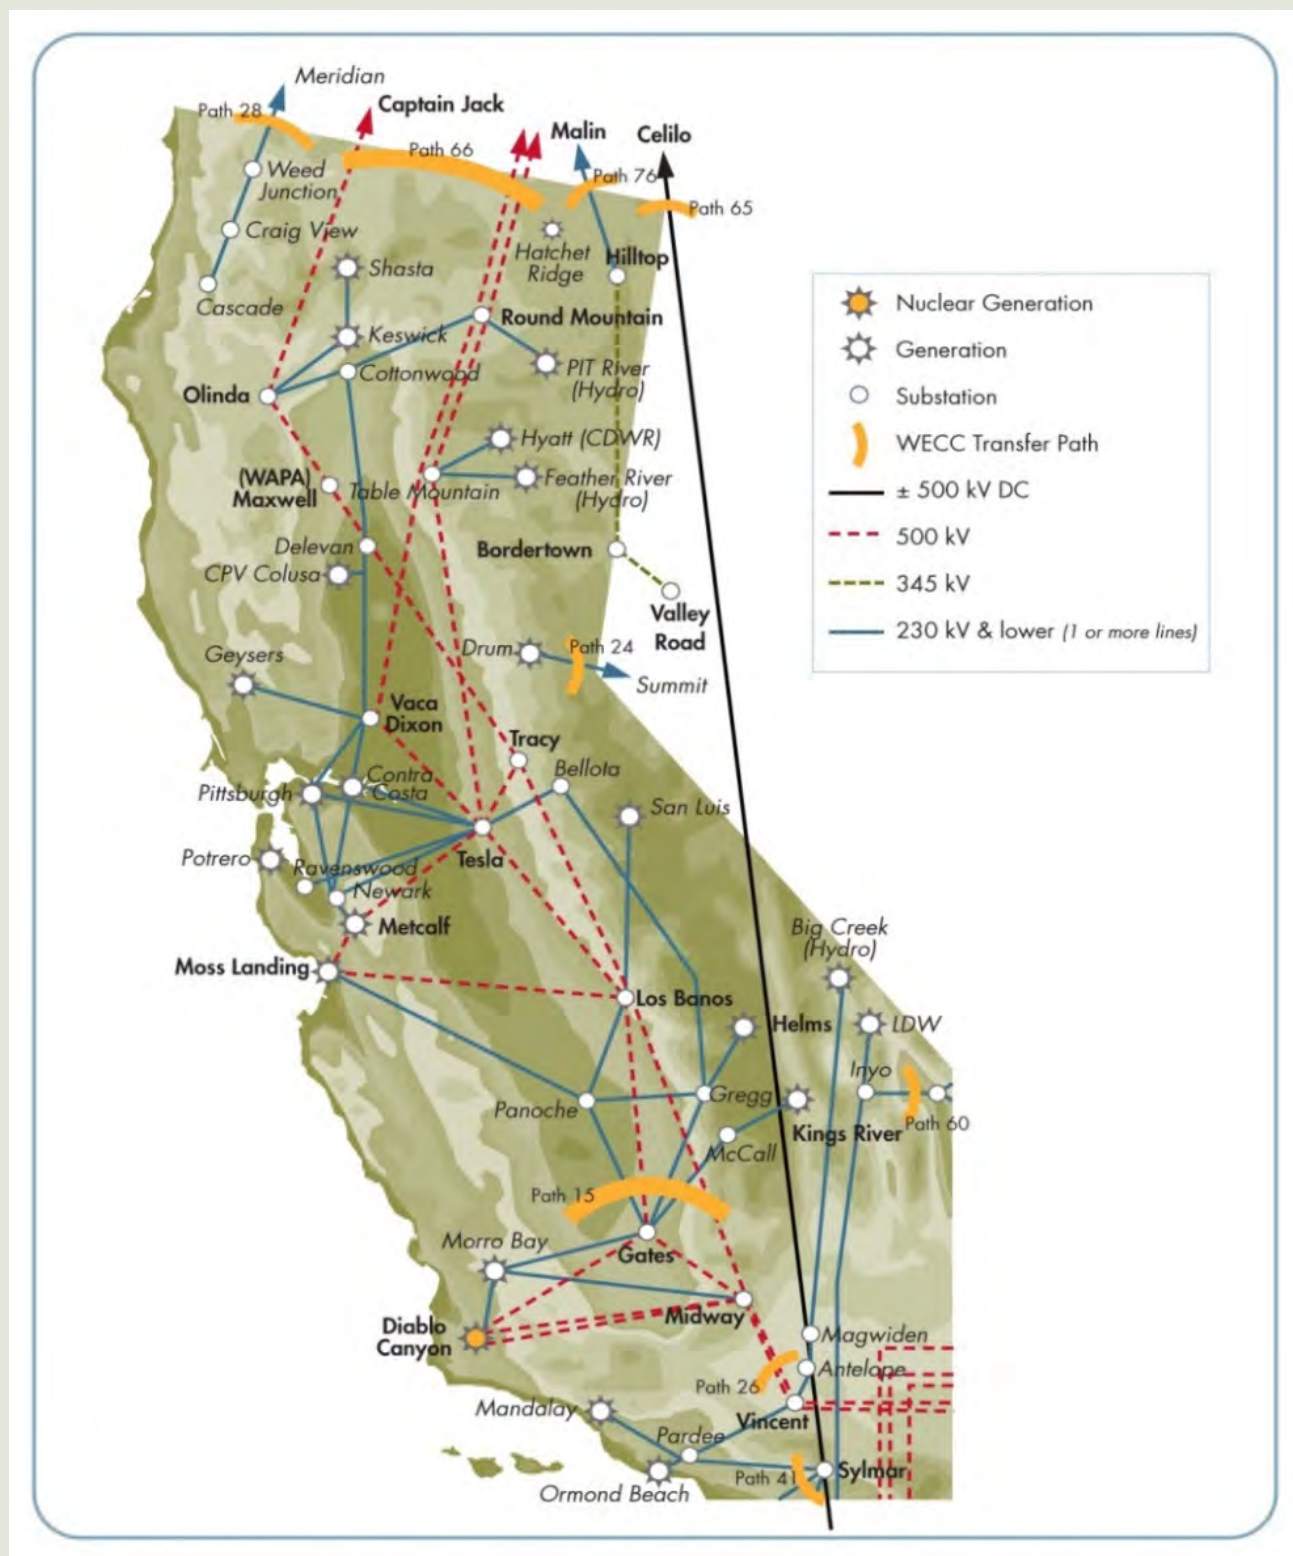 Meridian
Captain Jack
Path 28
Malin
Celilo
Path 66
Weed
Junction
Path 76
Path 65
Craig View
Hatchet
Ridge
Hilltop
Shasta
Cascade
Round Mountain
Keswick
Cottonwood
PIT River
(Hydro)
Olinda
Hyatt (CDWR)
(WAPA)
Maxwell
Table Mountain
Feather River
(Hydro)
Delevan
Bordertown
CPV Colusa
Valley
Road
Drum
Path 24
Geysers
Summit
Vaca
Dixon
Tracy
Bellota
Contra
Costa
Pittsburgh
San Luis
Potrero
Ravenswood
Tesla
Newark
Metcalf
Big Creek
(Hydro)
Moss Landing
Los Banos
Helms
LDW
Inyo
Panoche
Gregg
Kings River
Path 60
McCall
Path 15
Morro Bay
Gates
Midway
Diablo
Canyon
Magwiden
Antelope
Path 26
Mandalay
Vincent
Pardee
Path 41
Sylmar
Ormond Beach
Nuclear Generation
Generation
Substation
WECC Transfer Path
± 500 kV DC
500 kV
345 kV
230 kV & lower (1 or more lines)